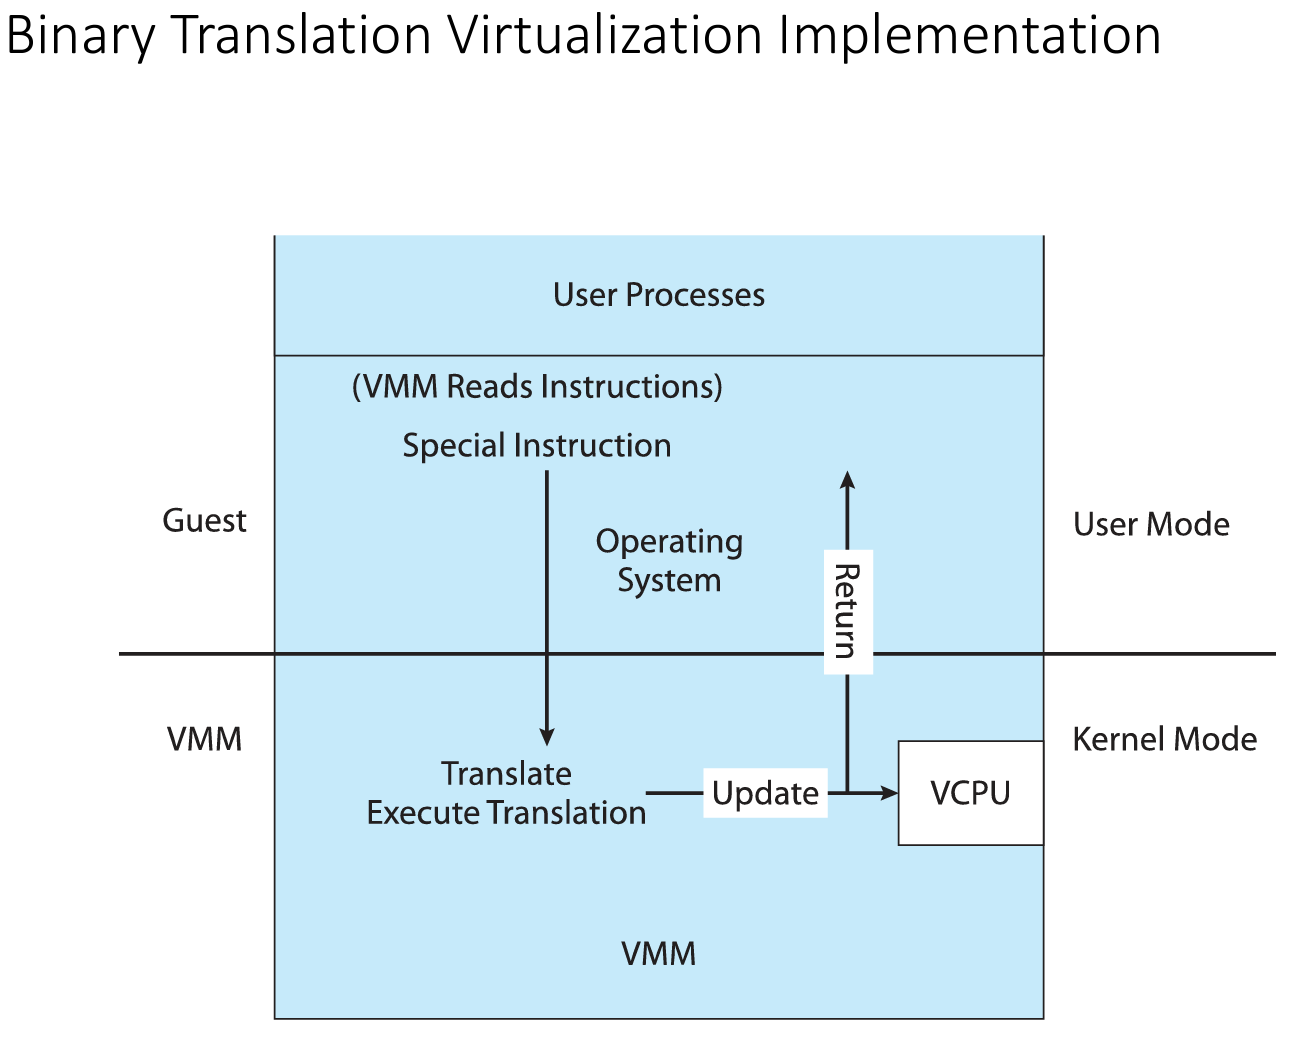 Binary Translation Virtualization Implementation
User Processes
(VMM Reads Instructions)
Special Instruction
Guest
Operating
System
Return
User Mode
VMM
Kernel Mode
Translate
Execute Translation
Update
VCPU
VMM